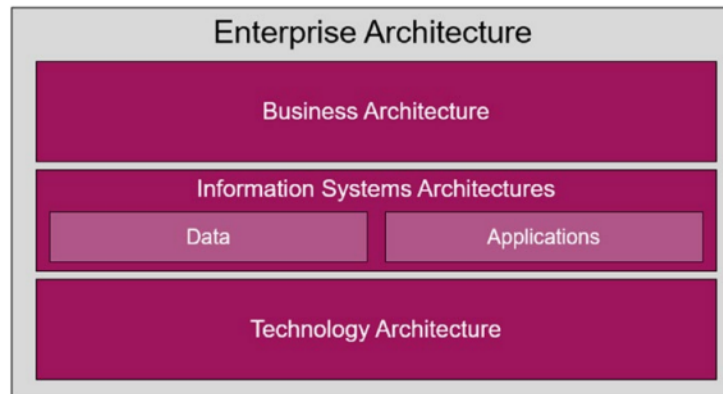 Enterprise Architecture
Business Architecture
Information Systems Architectures
Data
Applications
Technology Architecture